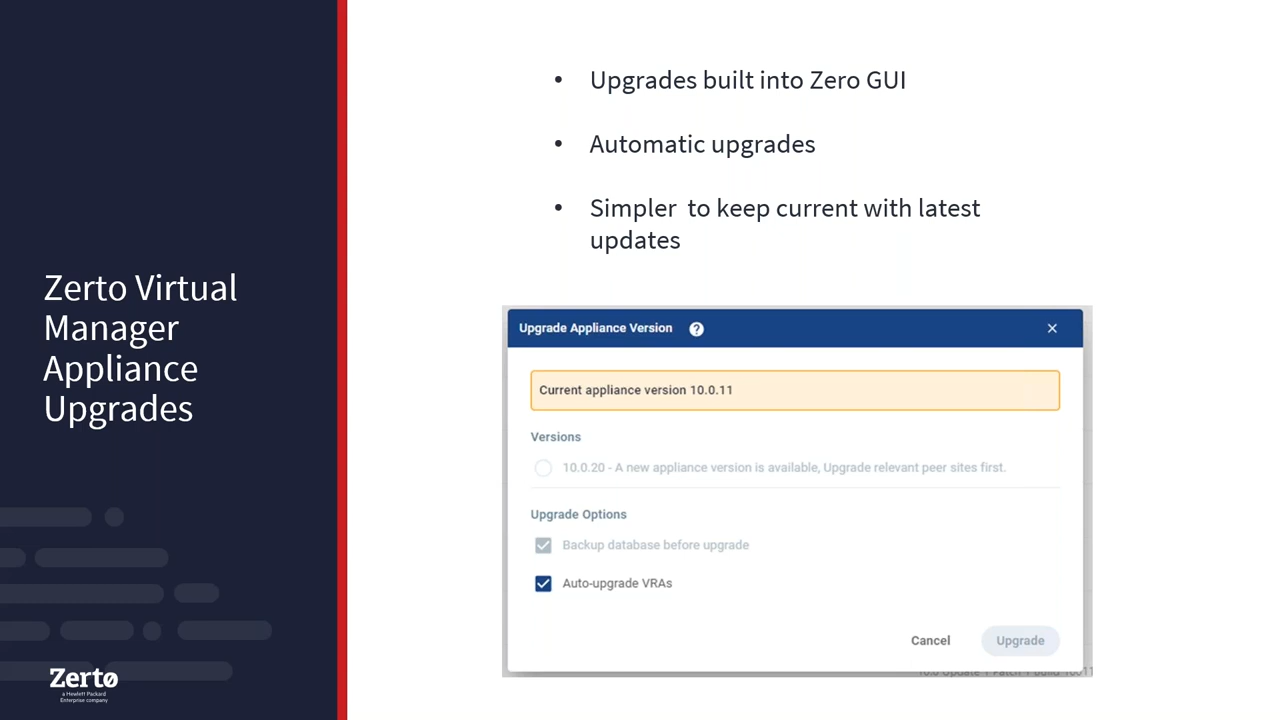 Zerto Virtual
Manager
Appliance
Upgrades
Zerto
a Hewlett Packard
Enterprise company
• Upgrades built into Zero GUI
• Automatic upgrades
• Simpler  to keep current with latest
updates
Upgrade Appliance Version ?
Current appliance version 10.0.11
Versions
10.0.20 - A new appliance version is available, Upgrade relevant peer sites first.
Upgrade Options
Backup database before upgrade
Auto-upgrade VRAs
Cancel Upgrade